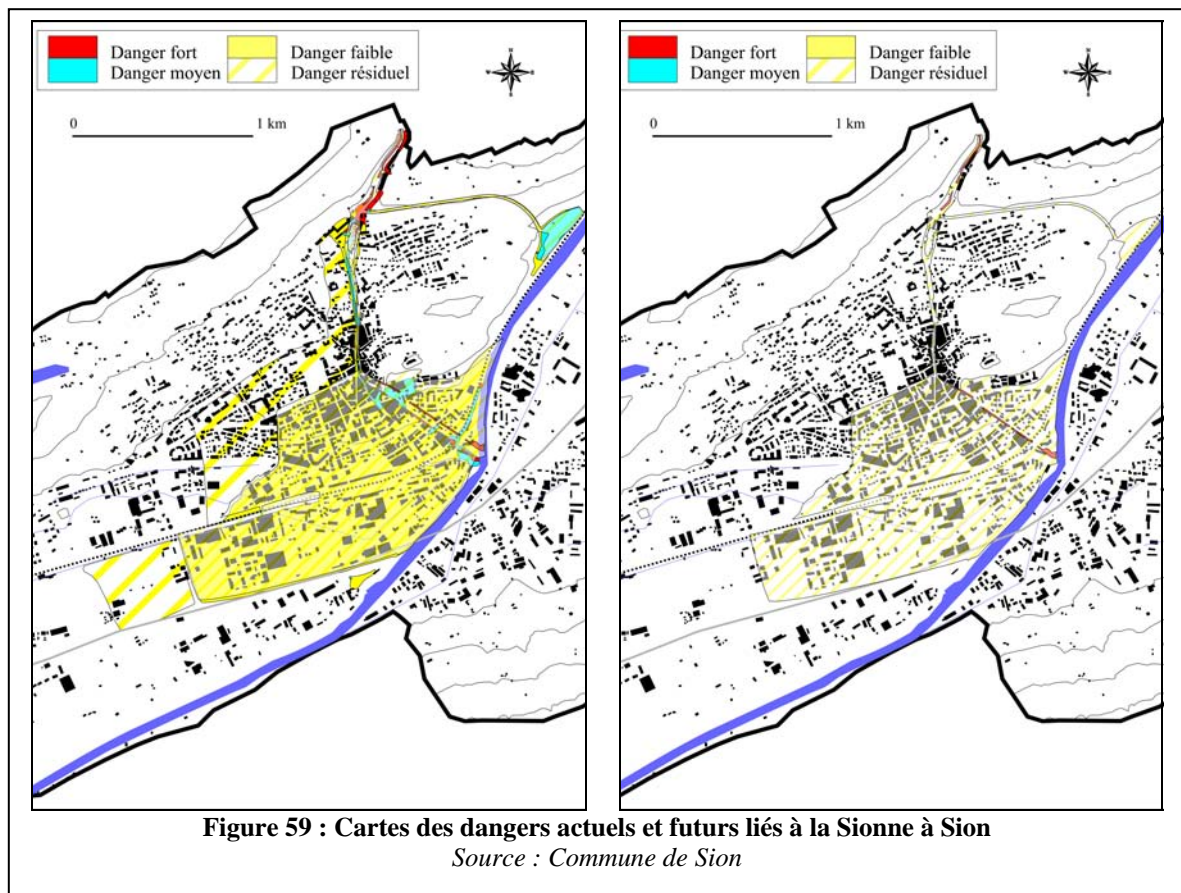 Danger fort Danger faible
Danger moyen Danger résiduel
0 1 km
Danger fort Danger faible
Danger moyen Danger résiduel
0 1 km
Figure 59 : Cartes des dangers actuels et futurs liés à la Sionne à Sion
Source : Commune de Sion